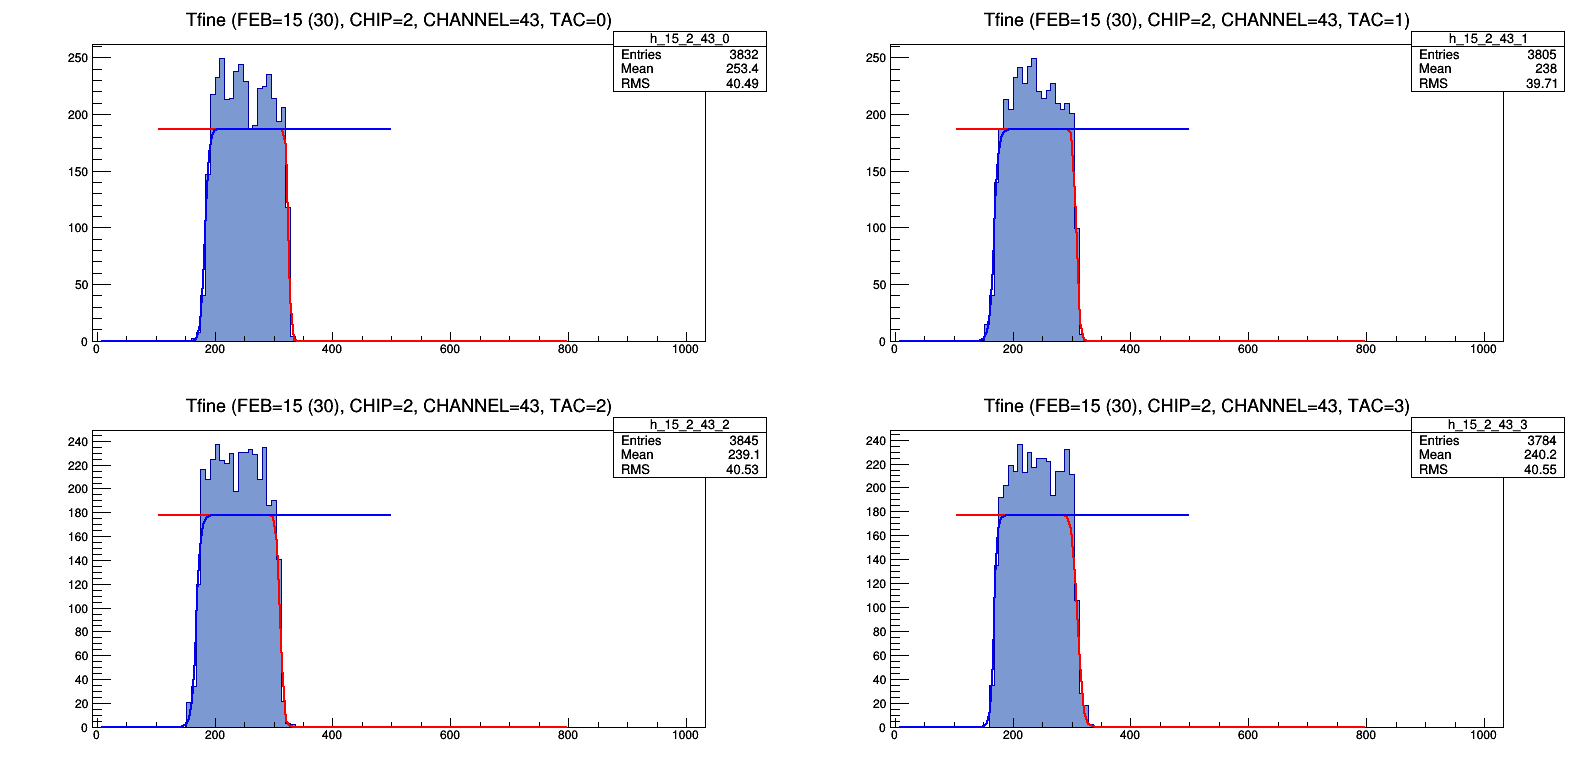 Tfine (FEB=15 (30), CHIP=2, CHANNEL=43, TAC=0)
h_15_2_43_0
Entries 3832
Mean 253.4
RMS 40.49
250
200
150
100
50
0
0 200 400 600 800 1000
Tfine (FEB=15 (30), CHIP=2, CHANNEL=43, TAC=1)
h_15_2_43_1
Entries 3805
Mean 238
RMS 39.71
250
200
150
100
50
0
0 200 400 600 800 1000
Tfine (FEB=15 (30), CHIP=2, CHANNEL=43, TAC=2)
h_15_2_43_2
Entries 3845
Mean 239.1
RMS 40.53
240
220
200
180
160
140
120
100
80
60
40
20
0
0 200 400 600 800 1000
Tfine (FEB=15 (30), CHIP=2, CHANNEL=43, TAC=3)
h_15_2_43_3
Entries 3784
Mean 240.2
RMS 40.55
240
220
200
180
160
140
120
100
80
60
40
20
0
0 200 400 600 800 1000